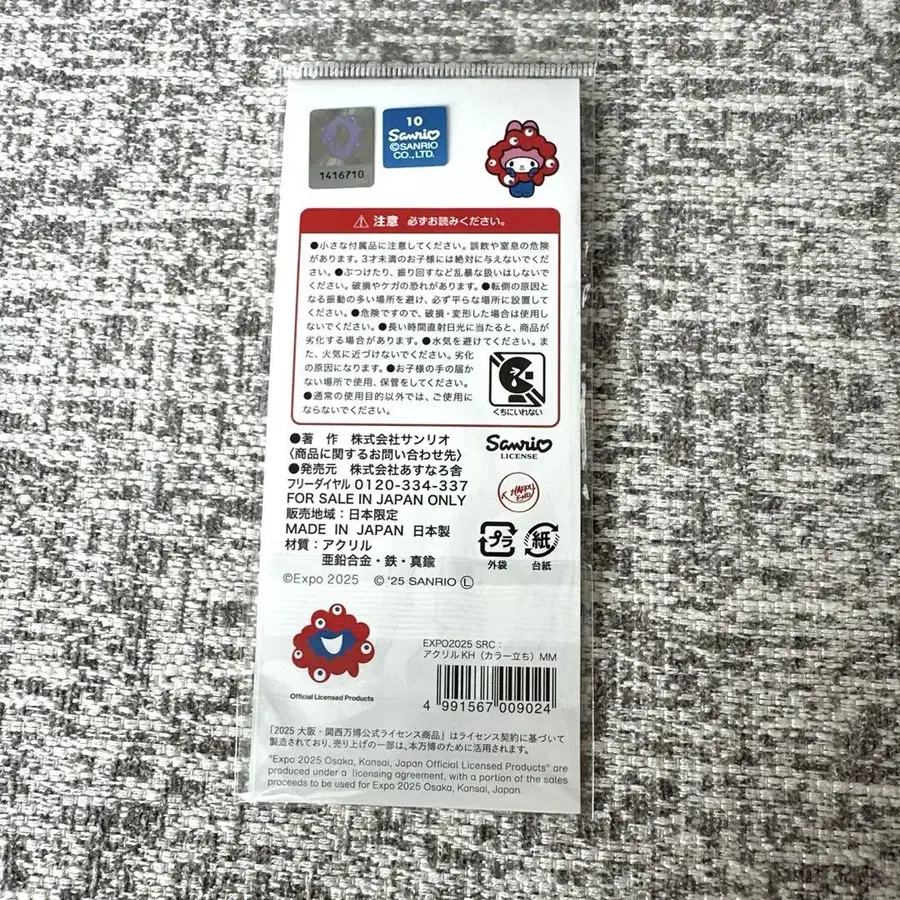 1416710
10
Sanrio
©SANRIO
CO.,LTD.
⚠ 注意 必ずお読みください。
●小さな付属品に注意してください。誤飲や窒息の危険
があります。3才未満のお子様には絶対に与えないでくだ
さい。●ぶつけたり、振り回すなど乱暴な扱いはしないで
ください。破損やケガの恐れがあります。●転倒の原因と
なる振動の多い場所を避け、必ず平らな場所に設置して
ください。●危険ですので、破損・変形した場合は使用し
ないでください。●長い時間直射日光に当たると、商品が
劣化する場合があります。●水気を避けてください。ま
た、火気に近づけないでください。劣化
の原因になります。●お子様の手の届か
ない場所で使用、保管をしてください。
●通常の使用目的以外では、ご使用に
ならないでください。
くちにいれない
●著 作 株式会社サンリオ
〈商品に関するお問い合わせ先〉
●発売元 株式会社あすなろ舎
フリーダイヤル 0120-334-337
FOR SALE IN JAPAN ONLY
販売地域:日本限定
MADE IN JAPAN 日本製
材質:アクリル
亜鉛合金・鉄・真鍮
©Expo 2025 © '25 SANRIO Ⓛ
Sanrio
LICENSE
HAPPY
END
プラ
外袋
紙
台紙
Official Licensed Products
EXPO2025 SRC:
アクリルKH(カラー立ち)MM
4 991567 009024
「2025 大阪・関西万博公式ライセンス商品」はライセンス契約に基づいて
製造されており、売り上げの一部は、本万博のために活用されます。
"Expo 2025 Osaka, Kansai, Japan Official Licensed Products" are
produced under a licensing agreement, with a portion of the sales
proceeds to be used for Expo 2025 Osaka, Kansai, Japan.